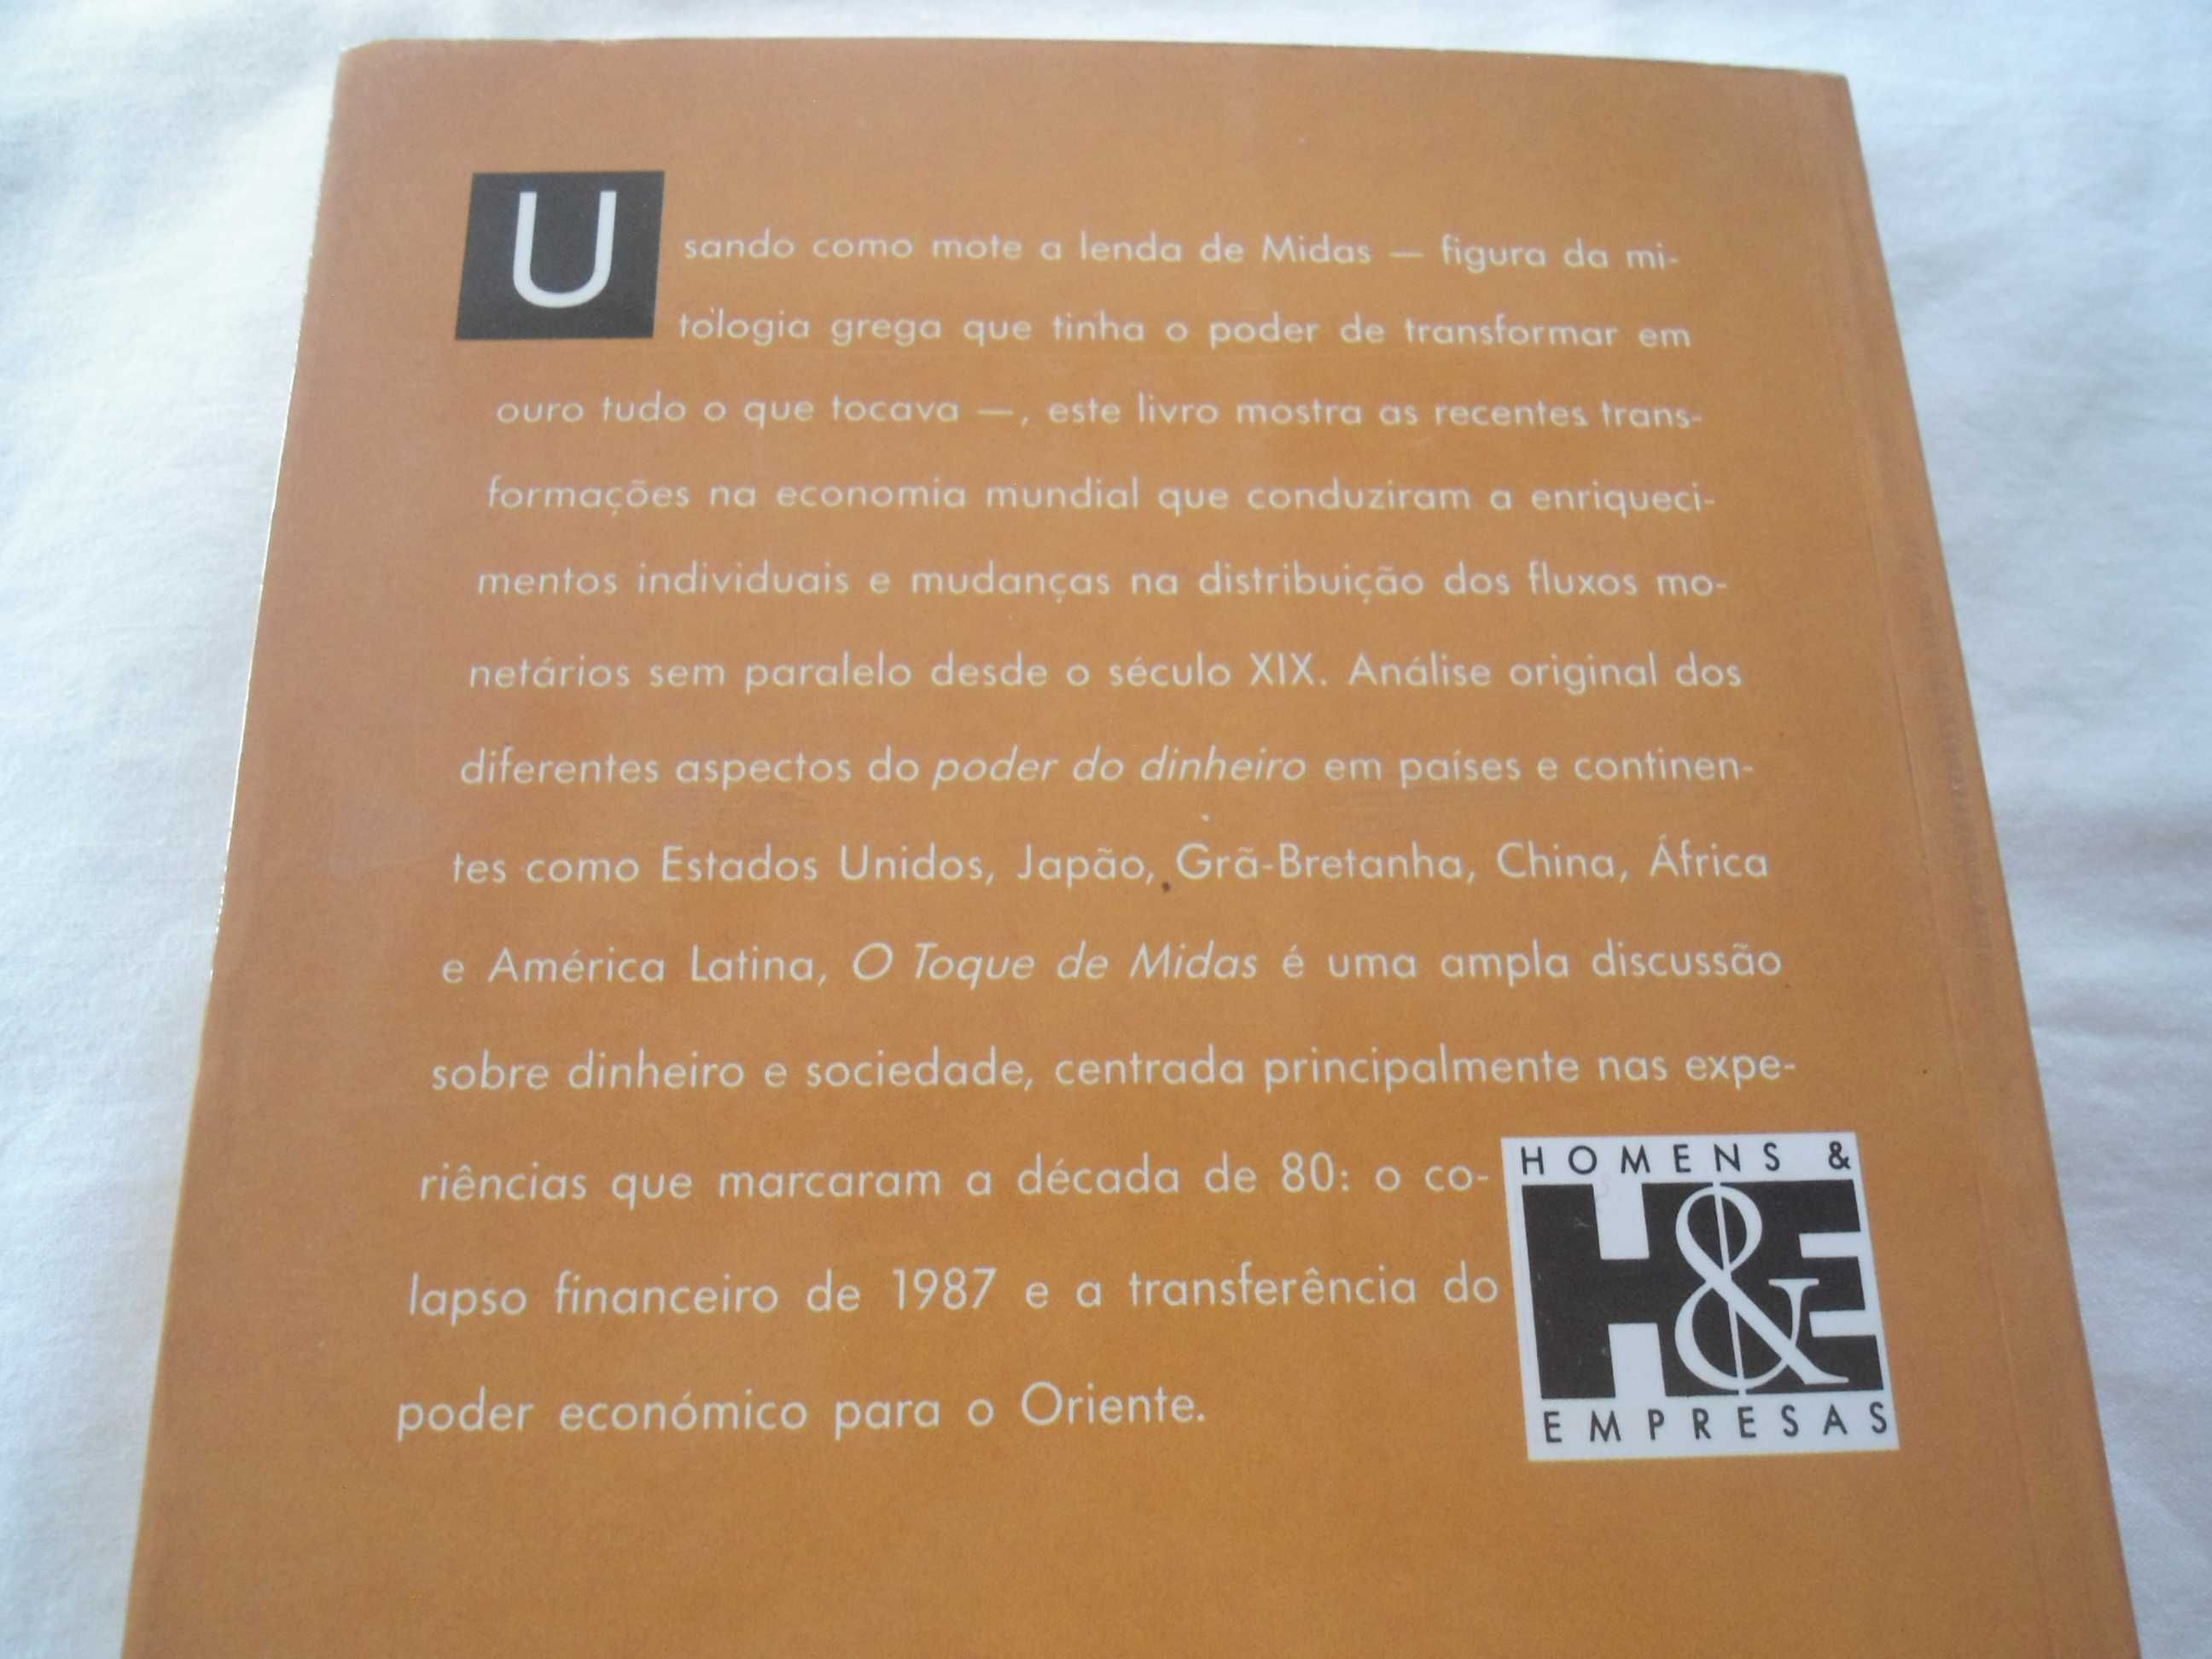 Usando como mote a lenda de Midas — figura da mi-
tologia grega que tinha o poder de transformar em
ouro tudo o que tocava —, este livro mostra as recentes trans-
formações na economia mundial que conduziram a enriqueci-
mentos individuais e mudanças na distribuição dos fluxos mo-
netários sem paralelo desde o século XIX. Análise original dos
diferentes aspectos do poder do dinheiro em países e continen-
tes como Estados Unidos, Japão, Grã-Bretanha, China, África
e América Latina, O Toque de Midas é uma ampla discussão
sobre dinheiro e sociedade, centrada principalmente nas expe-
riências que marcaram a década de 80: o co-
lapso financeiro de 1987 e a transferência do
poder económico para o Oriente.
HOMENS &
H&E
EMPRESAS